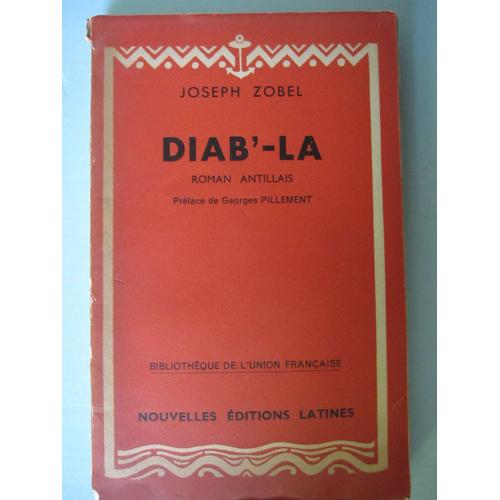 JOSEPH ZOBEL
DIAB'-LA
ROMAN ANTILLAIS
Préface de Georges PILLEMENT
BIBLIOTHÈQUE DE L'UNION FRANÇAISE
NOUVELLES ÉDITIONS LATINES